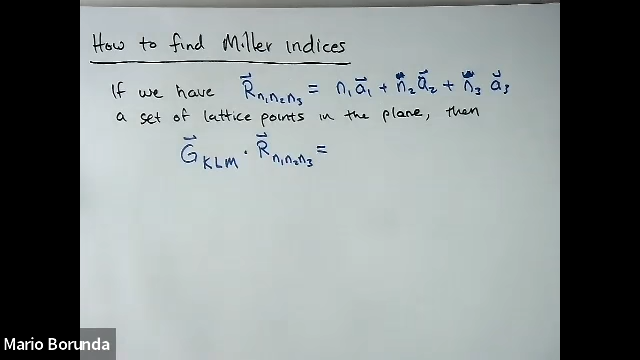 How to find Miller indices
If we have R⃗n₁n₂n₃ = n₁a⃗₁ + n₂a⃗₂ + n₃a⃗₃
a set of lattice points in the plane, then
G⃗KLM · R⃗n₁n₂n₃ =
Mario Borunda